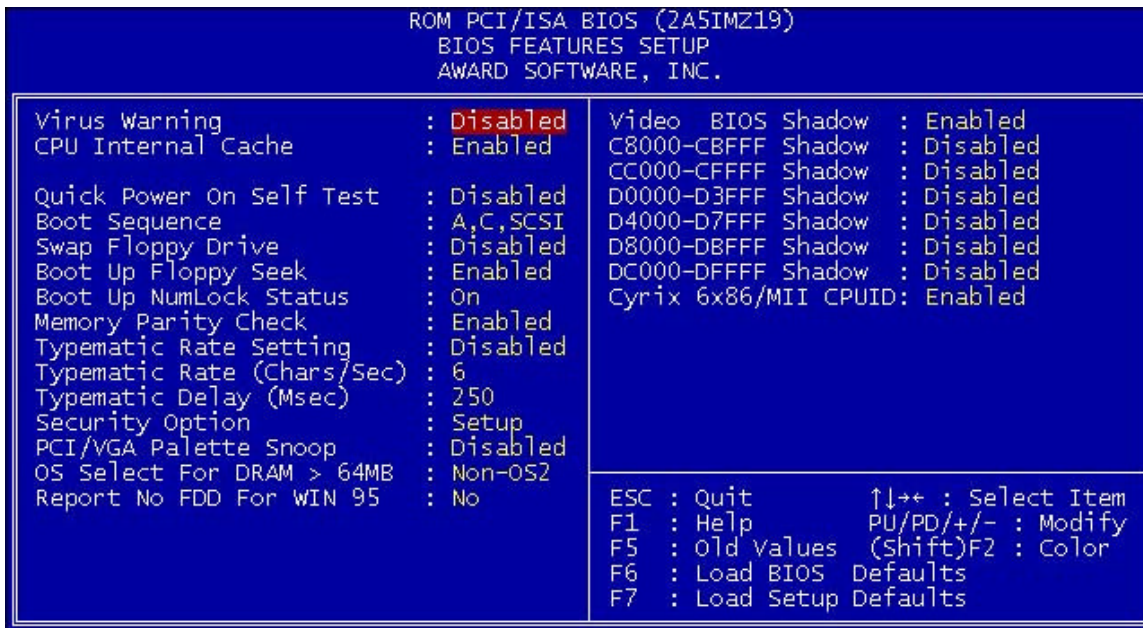 ROM PCI/ISA BIOS (2A5IMZ19)
BIOS FEATURES SETUP
AWARD SOFTWARE, INC.
Virus Warning : Disabled
CPU Internal Cache : Enabled
Quick Power On Self Test : Disabled
Boot Sequence : A,C,SCSI
Swap Floppy Drive : Disabled
Boot Up Floppy Seek : Enabled
Boot Up NumLock Status : On
Memory Parity Check : Enabled
Typematic Rate Setting : Disabled
Typematic Rate (Chars/Sec) : 6
Typematic Delay (Msec) : 250
Security Option : Setup
PCI/VGA Palette Snoop : Disabled
OS Select For DRAM > 64MB : Non-OS2
Report No FDD For WIN 95 : No
Video BIOS Shadow : Enabled
C8000-CBFFF Shadow : Disabled
CC000-CFFFF Shadow : Disabled
D0000-D3FFF Shadow : Disabled
D4000-D7FFF Shadow : Disabled
D8000-DBFFF Shadow : Disabled
DC000-DFFFF Shadow : Disabled
Cyrix 6x86/MII CPUID: Enabled
ESC : Quit ↑↓→← : Select Item
F1 : Help PU/PD/+/- : Modify
F5 : Old Values (Shift)F2 : Color
F6 : Load BIOS Defaults
F7 : Load Setup Defaults